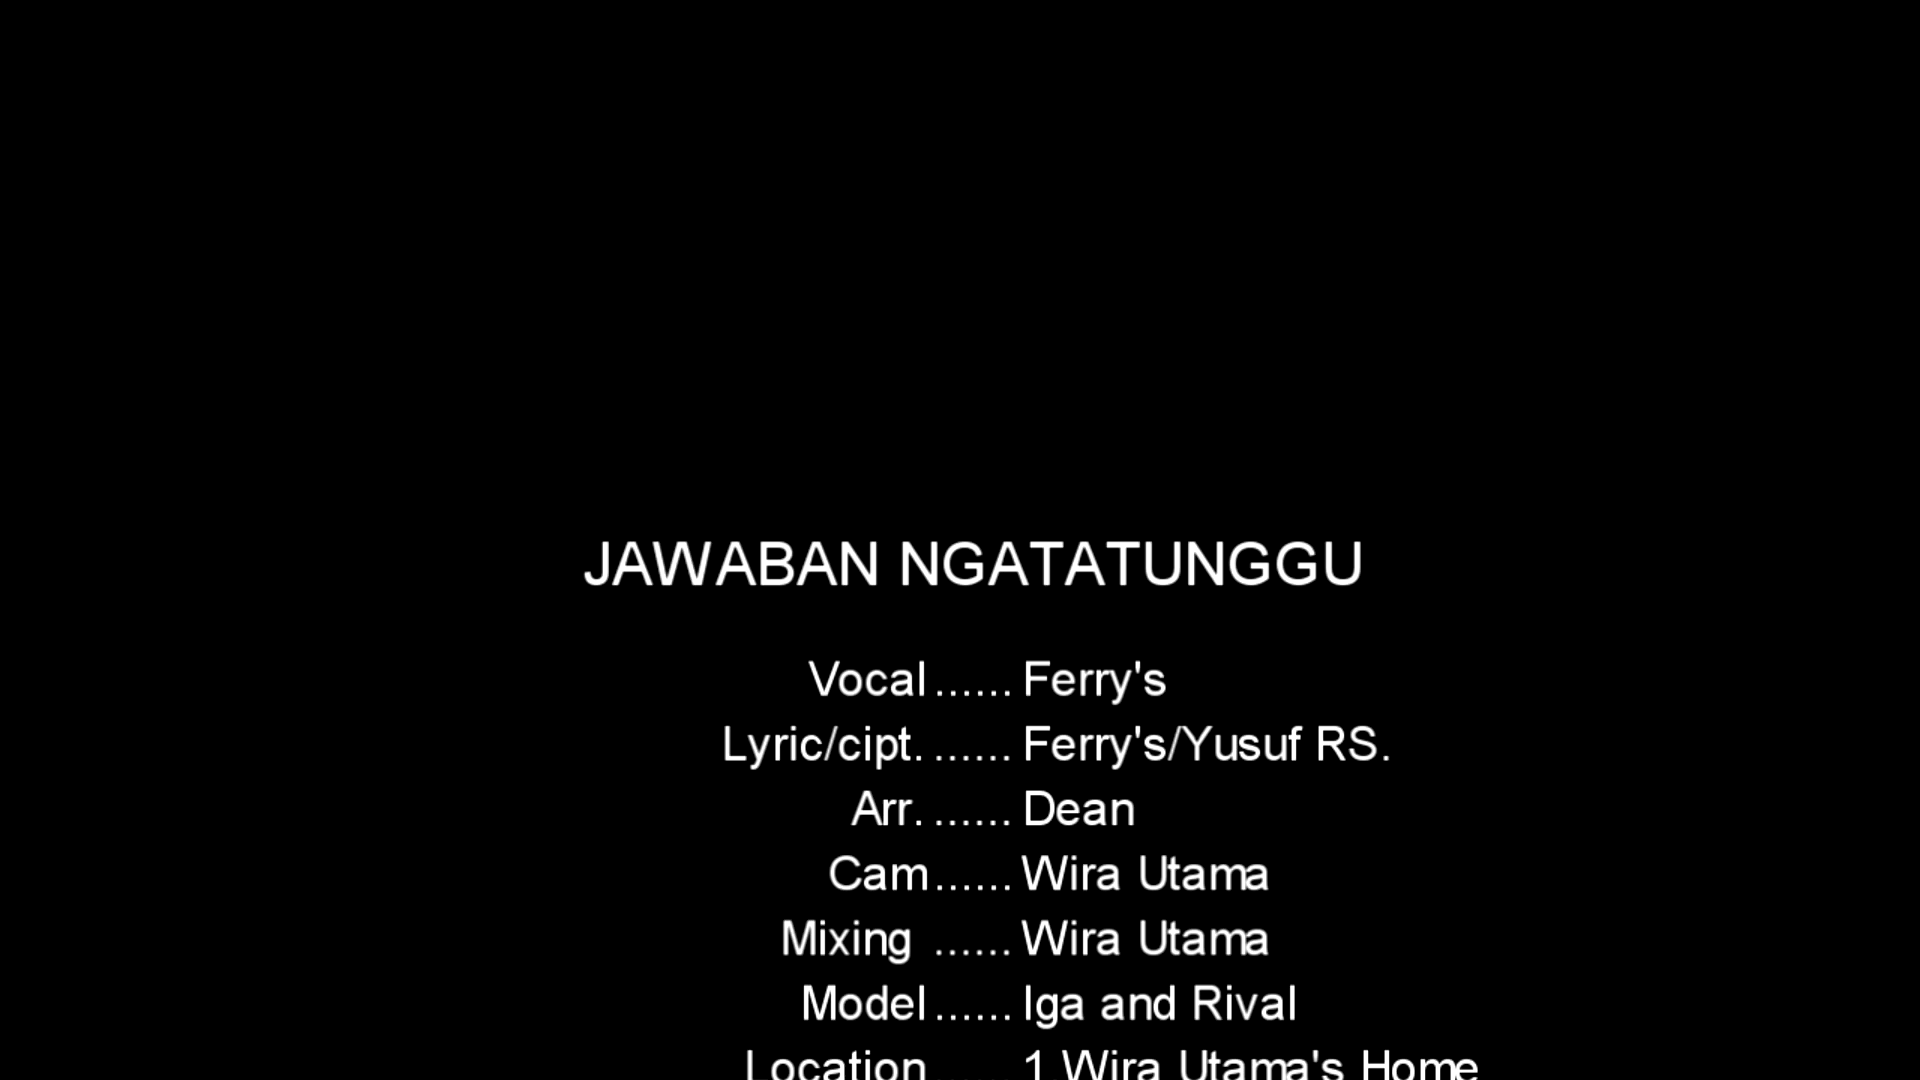 JAWABAN NGATATUNGGU
Vocal ...... Ferry's
Lyric/cipt. ...... Ferry's/Yusuf RS.
Arr. ...... Dean
Cam ...... Wira Utama
Mixing ...... Wira Utama
Model ...... Iga and Rival
Location ...... 1.Wira Utama's Home